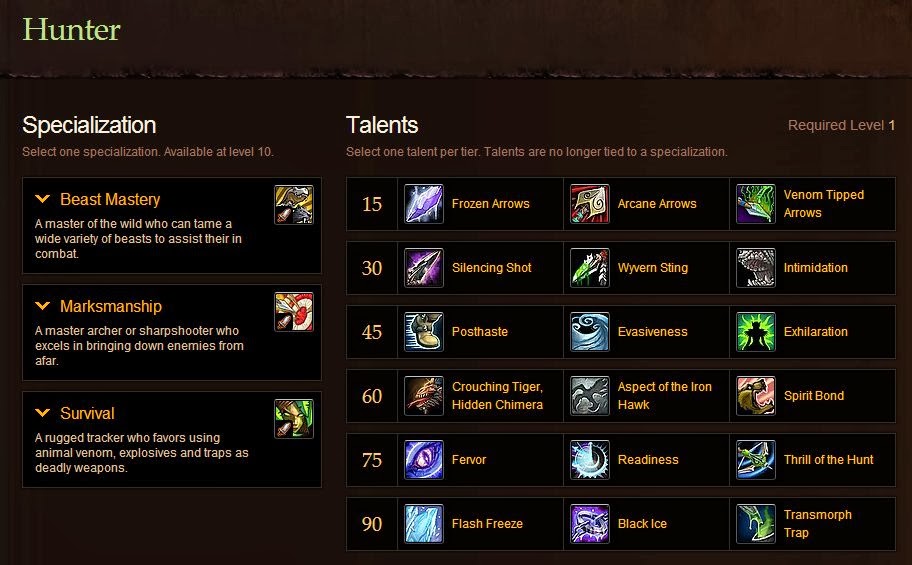 Hunter
Specialization
Select one specialization. Available at level 10.
Beast Mastery
A master of the wild who can tame a
wide variety of beasts to assist their in
combat.
Marksmanship
A master archer or sharpshooter who
excels in bringing down enemies from
afar.
Survival
A rugged tracker who favors using
animal venom, explosives and traps as
deadly weapons.
Talents
Required Level 1
Select one talent per tier. Talents are no longer tied to a specialization.
15
Frozen Arrows
Arcane Arrows
Venom Tipped
Arrows
30
Silencing Shot
Wyvern Sting
Intimidation
45
Posthaste
Evasiveness
Exhilaration
60
Crouching Tiger,
Hidden Chimera
Aspect of the Iron
Hawk
Spirit Bond
75
Fervor
Readiness
Thrill of the Hunt
90
Flash Freeze
Black Ice
Transmorph
Trap